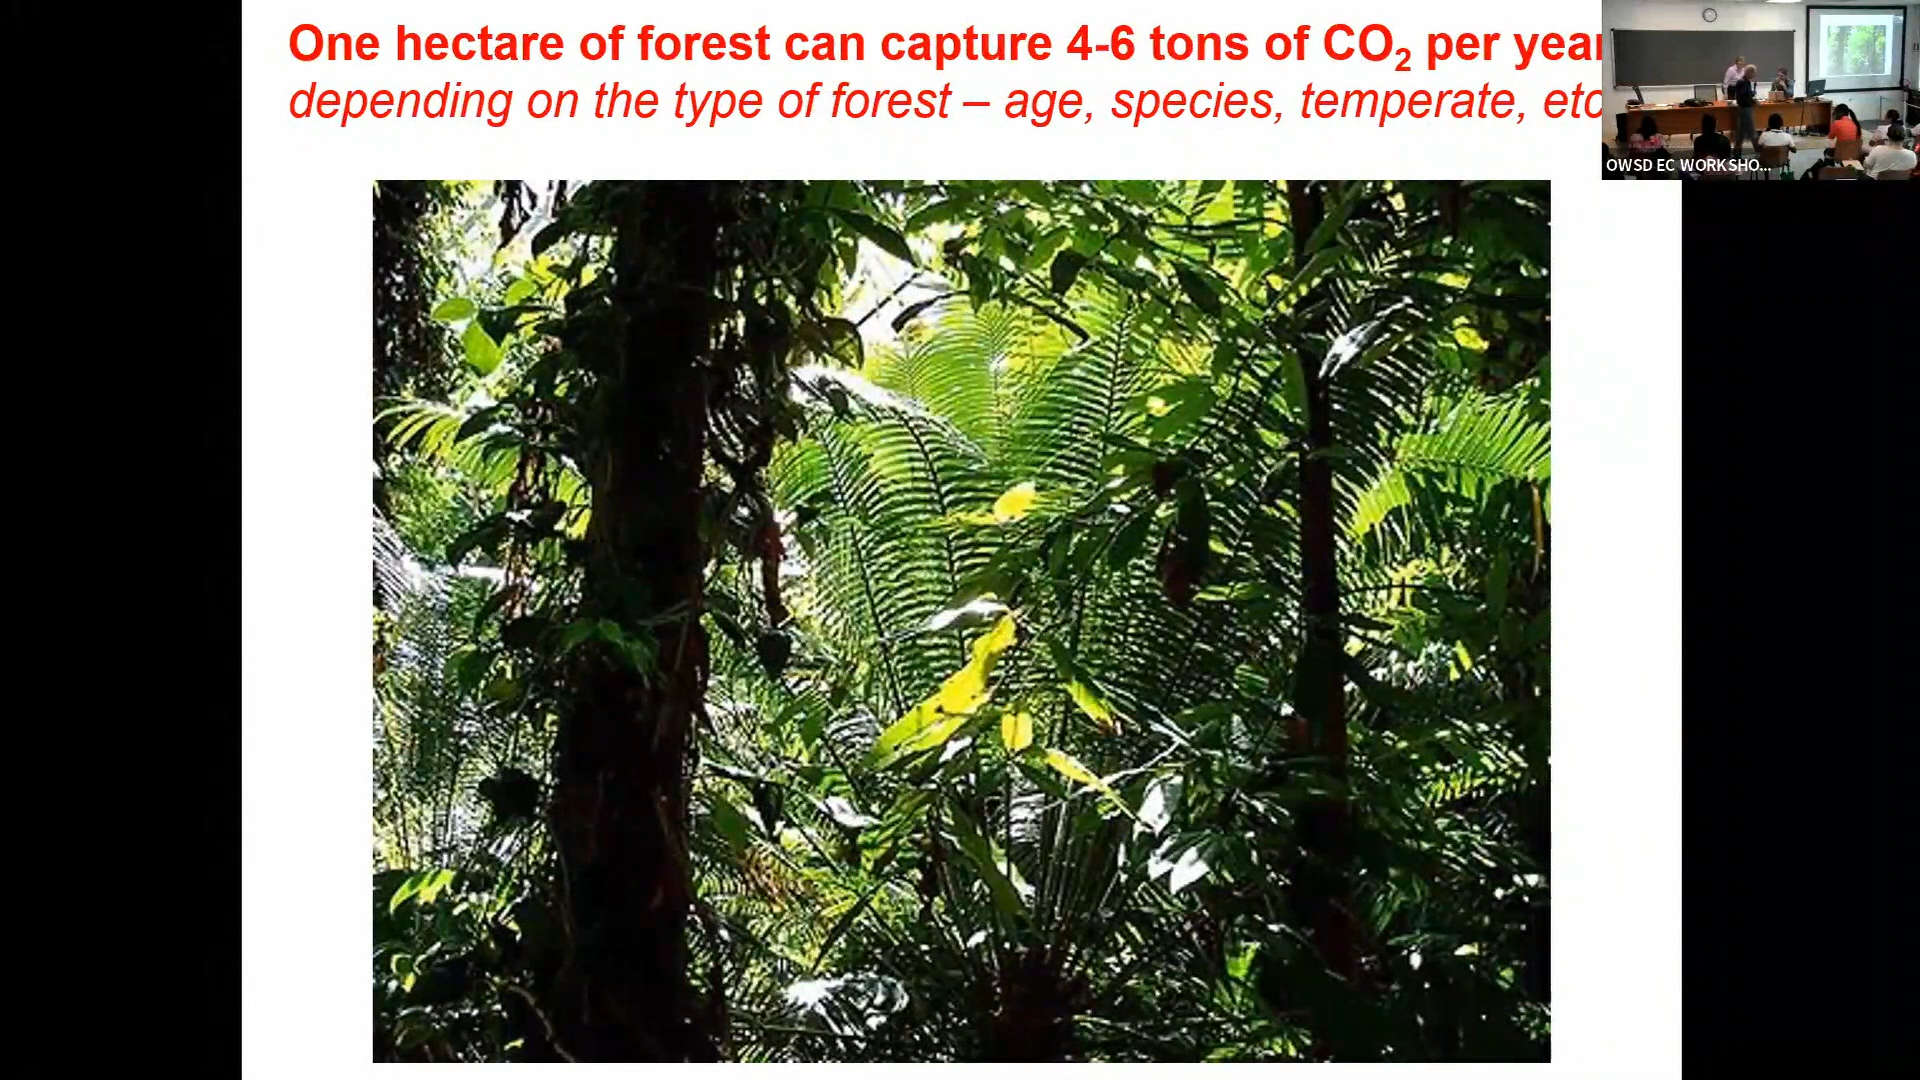 One hectare of forest can capture 4-6 tons of CO₂ per year
depending on the type of forest – age, species, temperate, etc
OWSD EC WORKSHO...